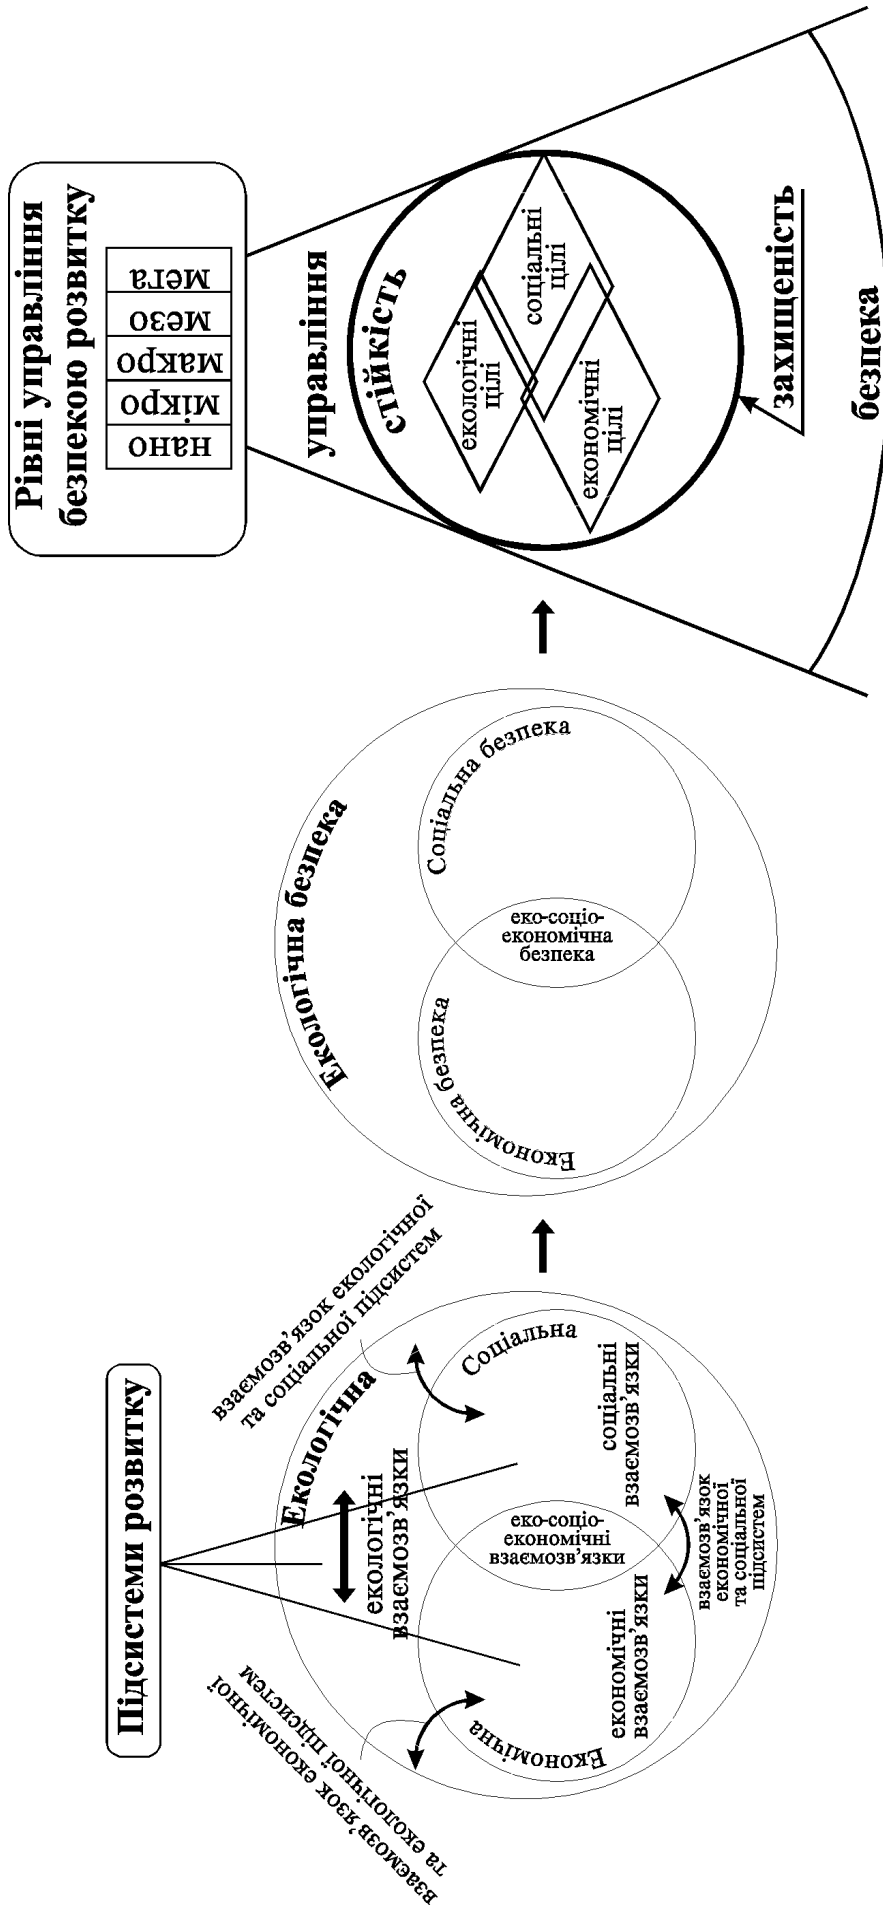 Підсистеми розвитку
взаємозв'язок економічної
та екологічної підсистем
взаємозв'язок екологічної
та соціальної підсистем
Екологічна
екологічні
взаємозв'язки
Економічна
Соціальна
еко-соціо-
економічні
взаємозв'язки
економічні
взаємозв'язки
соціальні
взаємозв'язки
взаємозв'язок
економічної
та соціальної
підсистем
Екологічна безпека
Економічна безпека
Соціальна безпека
еко-соціо-
економічна
безпека
Рівні управління
безпекою розвитку
нано
мікро
макро
мезо
мега
управління
стійкість
екологічні
цілі
соціальні
цілі
економічні
цілі
захищеність
безпека